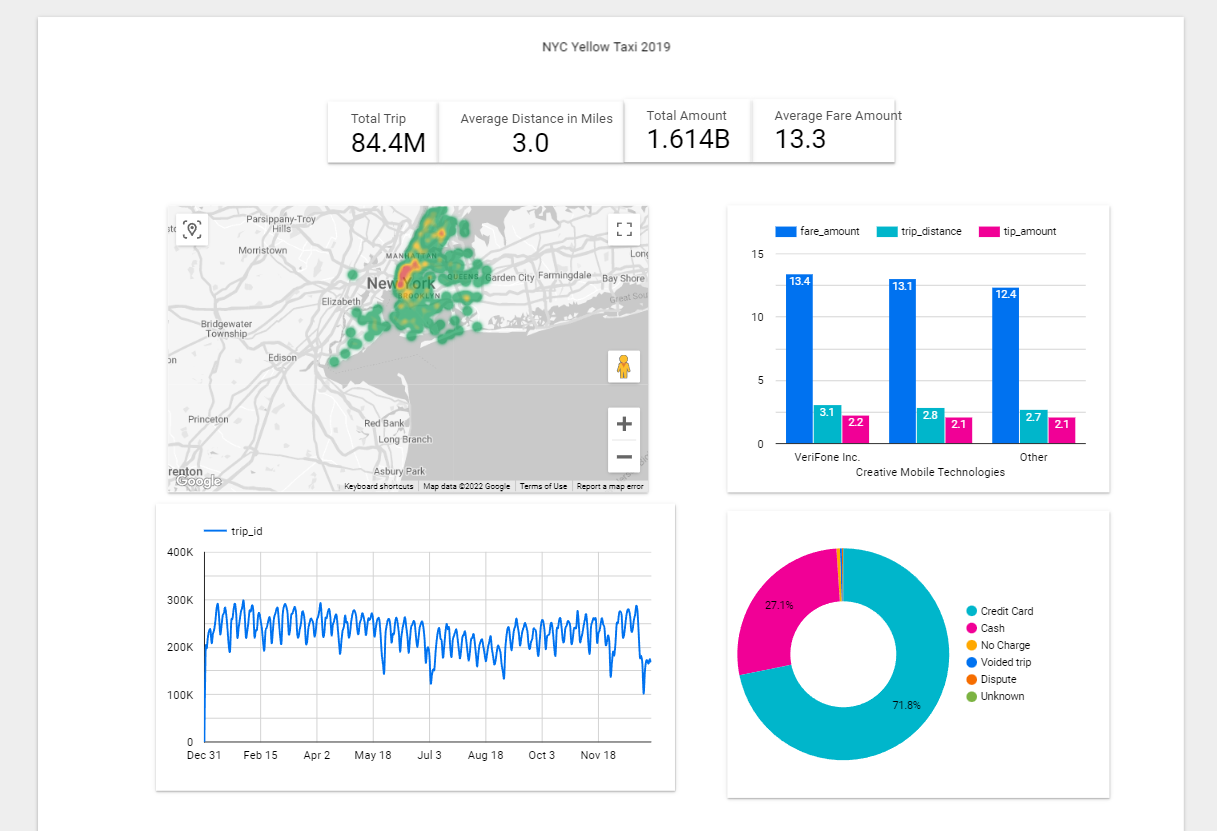 NYC Yellow Taxi 2019
Total Trip
84.4M
Average Distance in Miles
3.0
Total Amount
1.614B
Average Fare Amount
13.3
Parsippany-Troy
Hills
Morristown
MANHATTAN
New York
QUEENS
BROOKLYN
Garden City
Farmingdale
Bay Shore
Long
Great Sou
Elizabeth
Bridgewater
Township
Edison
Princeton
Red Bank
Long Branch
Asbury Park
renton
Google
Keyboard shortcuts
Map data ©2022 Google
Terms of Use
Report a map error
fare_amount
trip_distance
tip_amount
15
10
5
0
13.4
3.1
2.2
13.1
2.8
2.1
12.4
2.7
2.1
VeriFone Inc.
Creative Mobile Technologies
Other
trip_id
400K
300K
200K
100K
0
Dec 31
Feb 15
Apr 2
May 18
Jul 3
Aug 18
Oct 3
Nov 18
27.1%
71.8%
Credit Card
Cash
No Charge
Voided trip
Dispute
Unknown